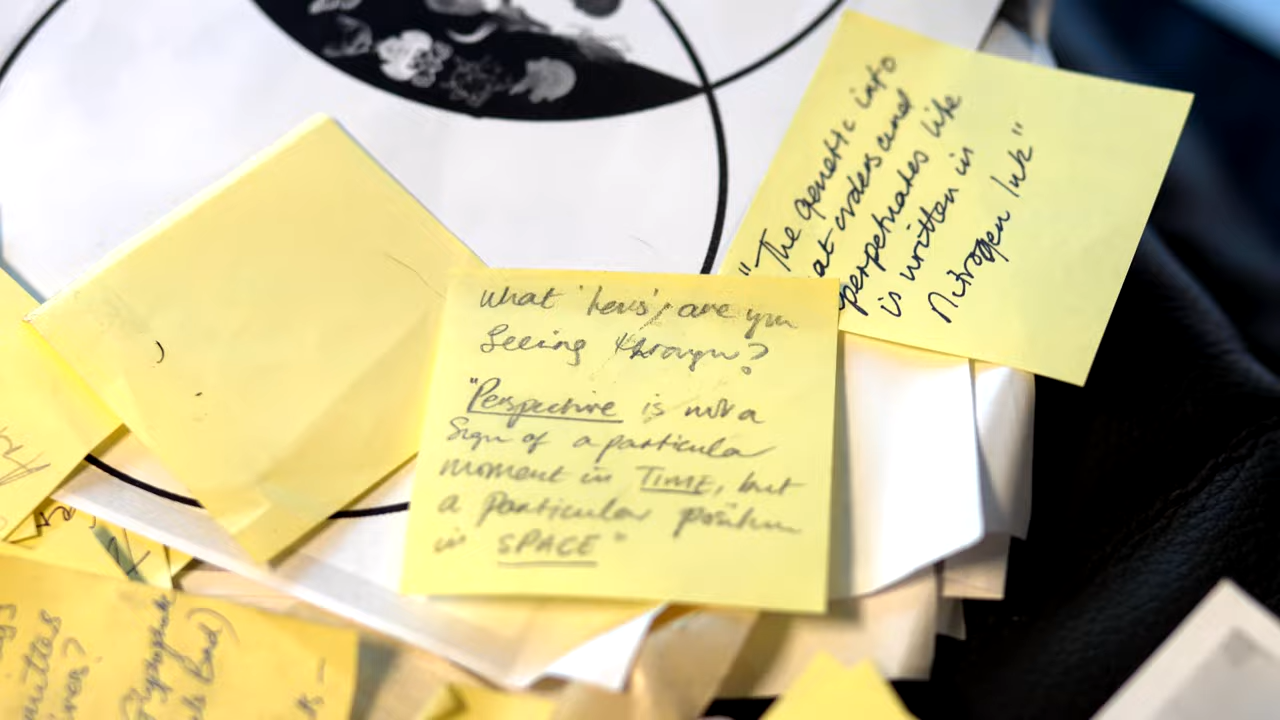 What 'lens' are you
Seeing through?
"Perspective is not a
Sign of a particular
moment in TIME, but
a particular position
in SPACE"
"The genetic info
at orders and
perpetuates life
is written in
Nitrogen Ink"